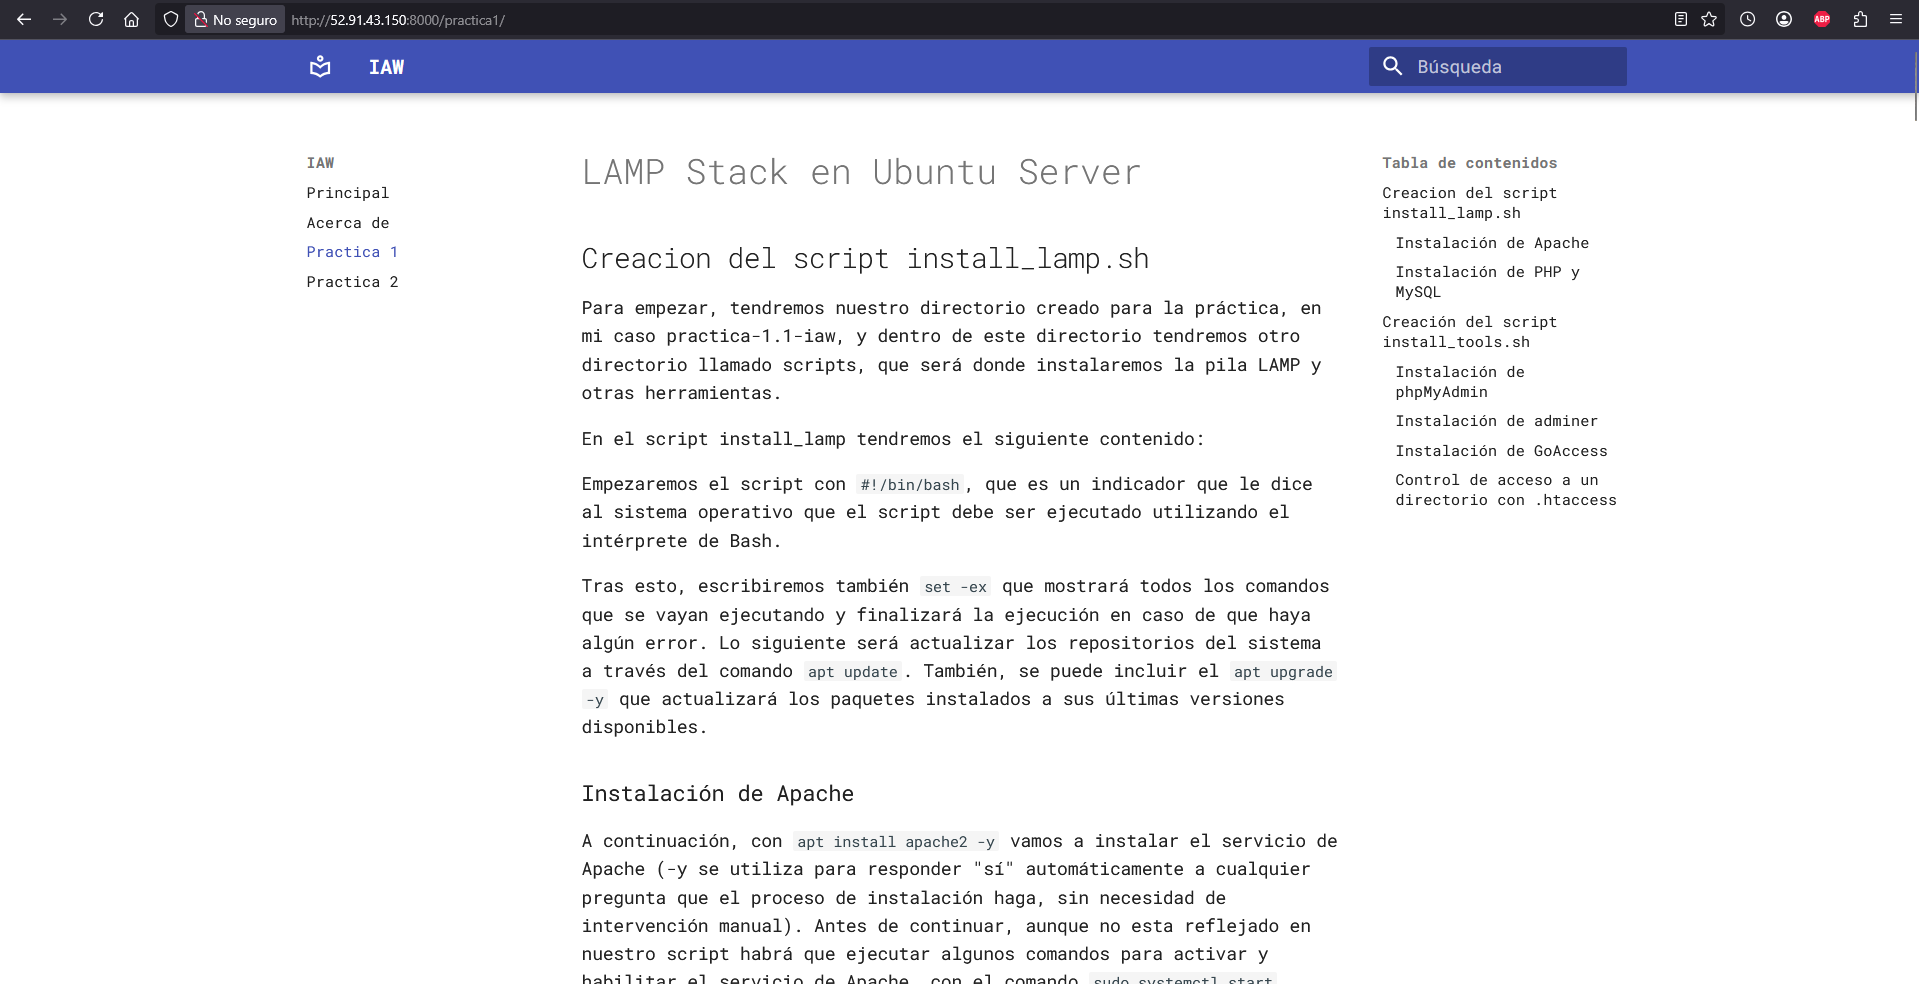 No seguro
http://52.91.43.150:8000/practica1/
ABP
IAW
Búsqueda
IAW
Principal
Acerca de
Practica 1
Practica 2
LAMP Stack en Ubuntu Server
Creacion del script install_lamp.sh
Para empezar, tendremos nuestro directorio creado para la práctica, en
mi caso practica-1.1-iaw, y dentro de este directorio tendremos otro
directorio llamado scripts, que será donde instalaremos la pila LAMP y
otras herramientas.
En el script install_lamp tendremos el siguiente contenido:
Empezaremos el script con #!/bin/bash, que es un indicador que le dice
al sistema operativo que el script debe ser ejecutado utilizando el
intérprete de Bash.
Tras esto, escribiremos también set -ex que mostrará todos los comandos
que se vayan ejecutando y finalizará la ejecución en caso de que haya
algún error. Lo siguiente será actualizar los repositorios del sistema
a través del comando apt update. También, se puede incluir el apt upgrade
-y que actualizará los paquetes instalados a sus últimas versiones
disponibles.
Instalación de Apache
A continuación, con apt install apache2 -y vamos a instalar el servicio de
Apache (-y se utiliza para responder "sí" automáticamente a cualquier
pregunta que el proceso de instalación haga, sin necesidad de
intervención manual). Antes de continuar, aunque no esta reflejado en
nuestro script habrá que ejecutar algunos comandos para activar y
habilitar el servicio de Apache, con el comando sudo systemctl start
Tabla de contenidos
Creacion del script
install_lamp.sh
Instalación de Apache
Instalación de PHP y
MySQL
Creación del script
install_tools.sh
Instalación de
phpMyAdmin
Instalación de adminer
Instalación de GoAccess
Control de acceso a un
directorio con .htaccess